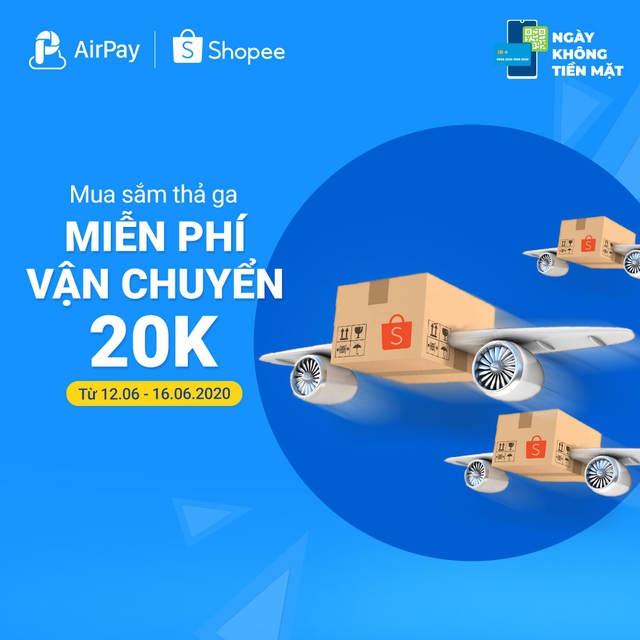 AirPay
Shopee
NGÀY
KHÔNG
TIỀN MẶT
Mua sắm thả ga
MIỄN PHÍ
VẬN CHUYỂN
20K
Từ 12.06 - 16.06.2020